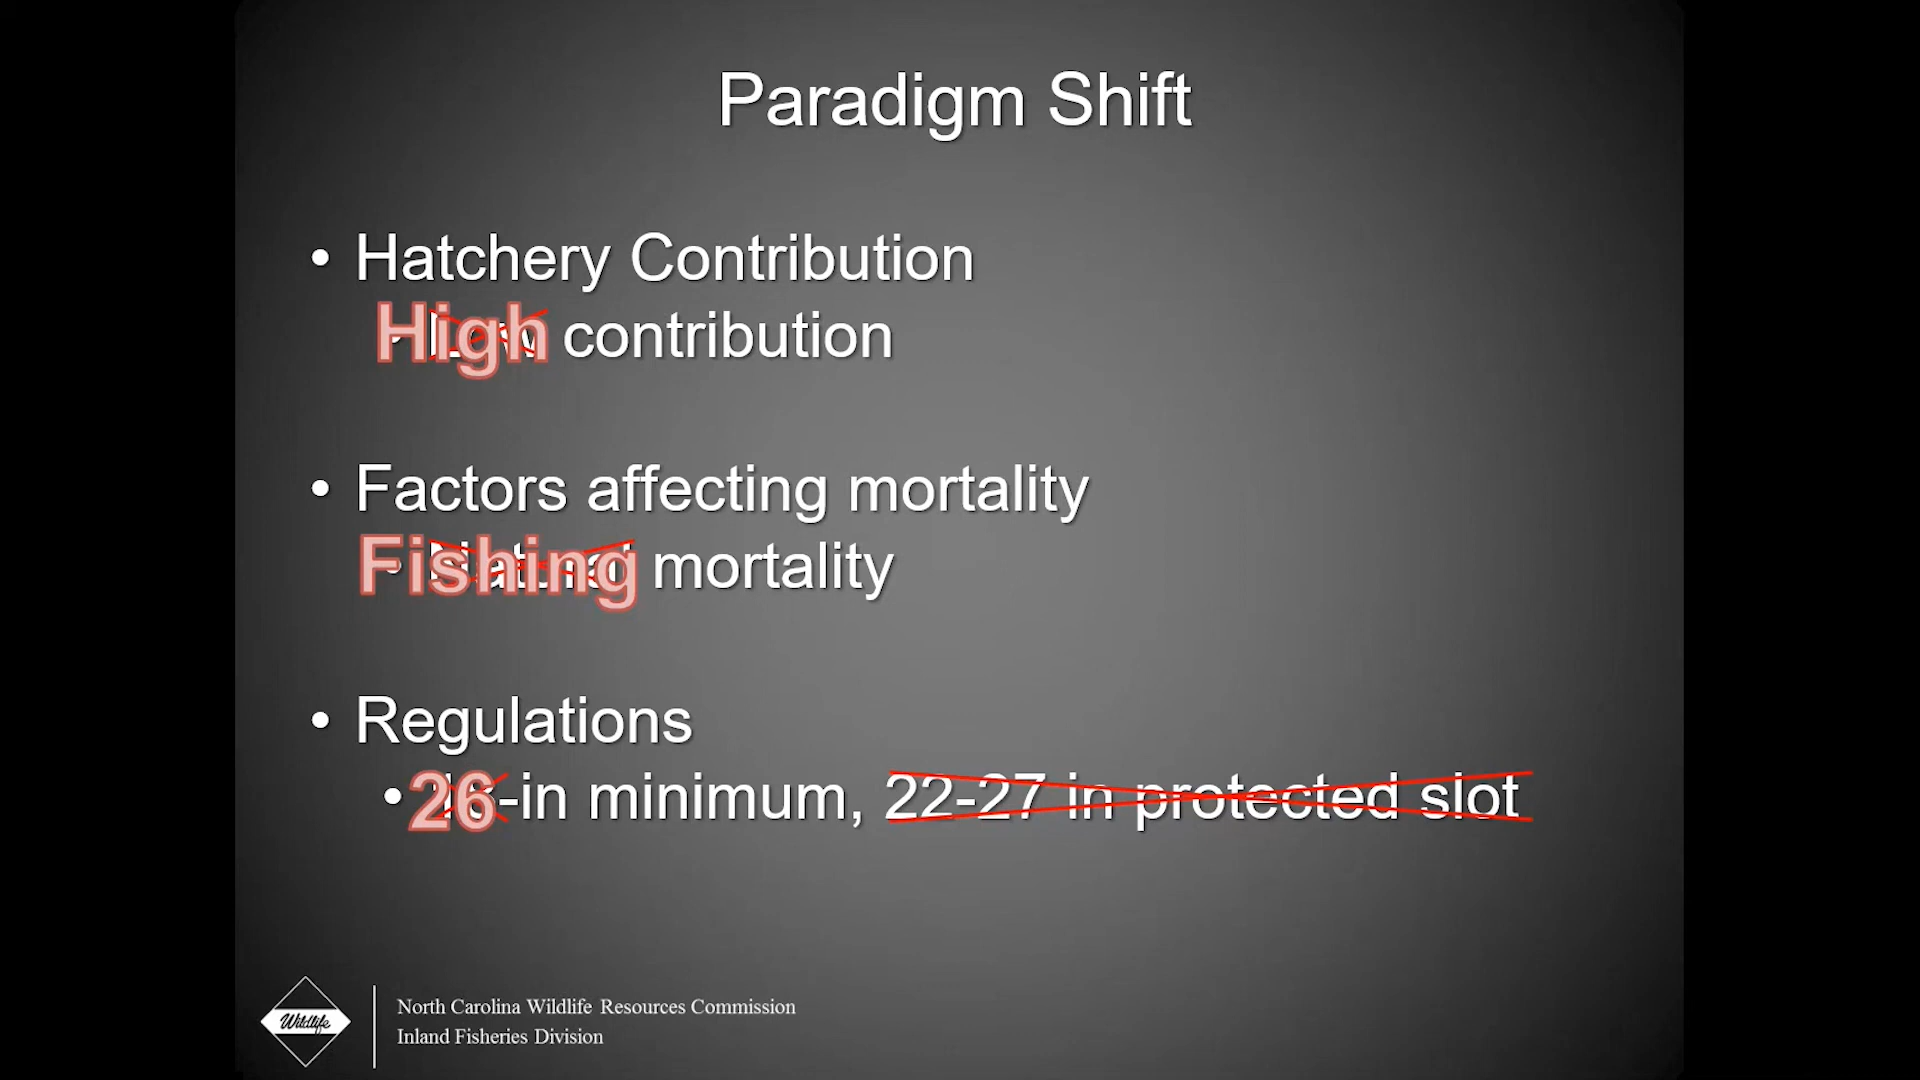 Paradigm Shift
• Hatchery Contribution
High contribution
• Factors affecting mortality
Fishing mortality
• Regulations
• 26-in minimum, 22-27 in protected slot
Wildlife
North Carolina Wildlife Resources Commission
Inland Fisheries Division